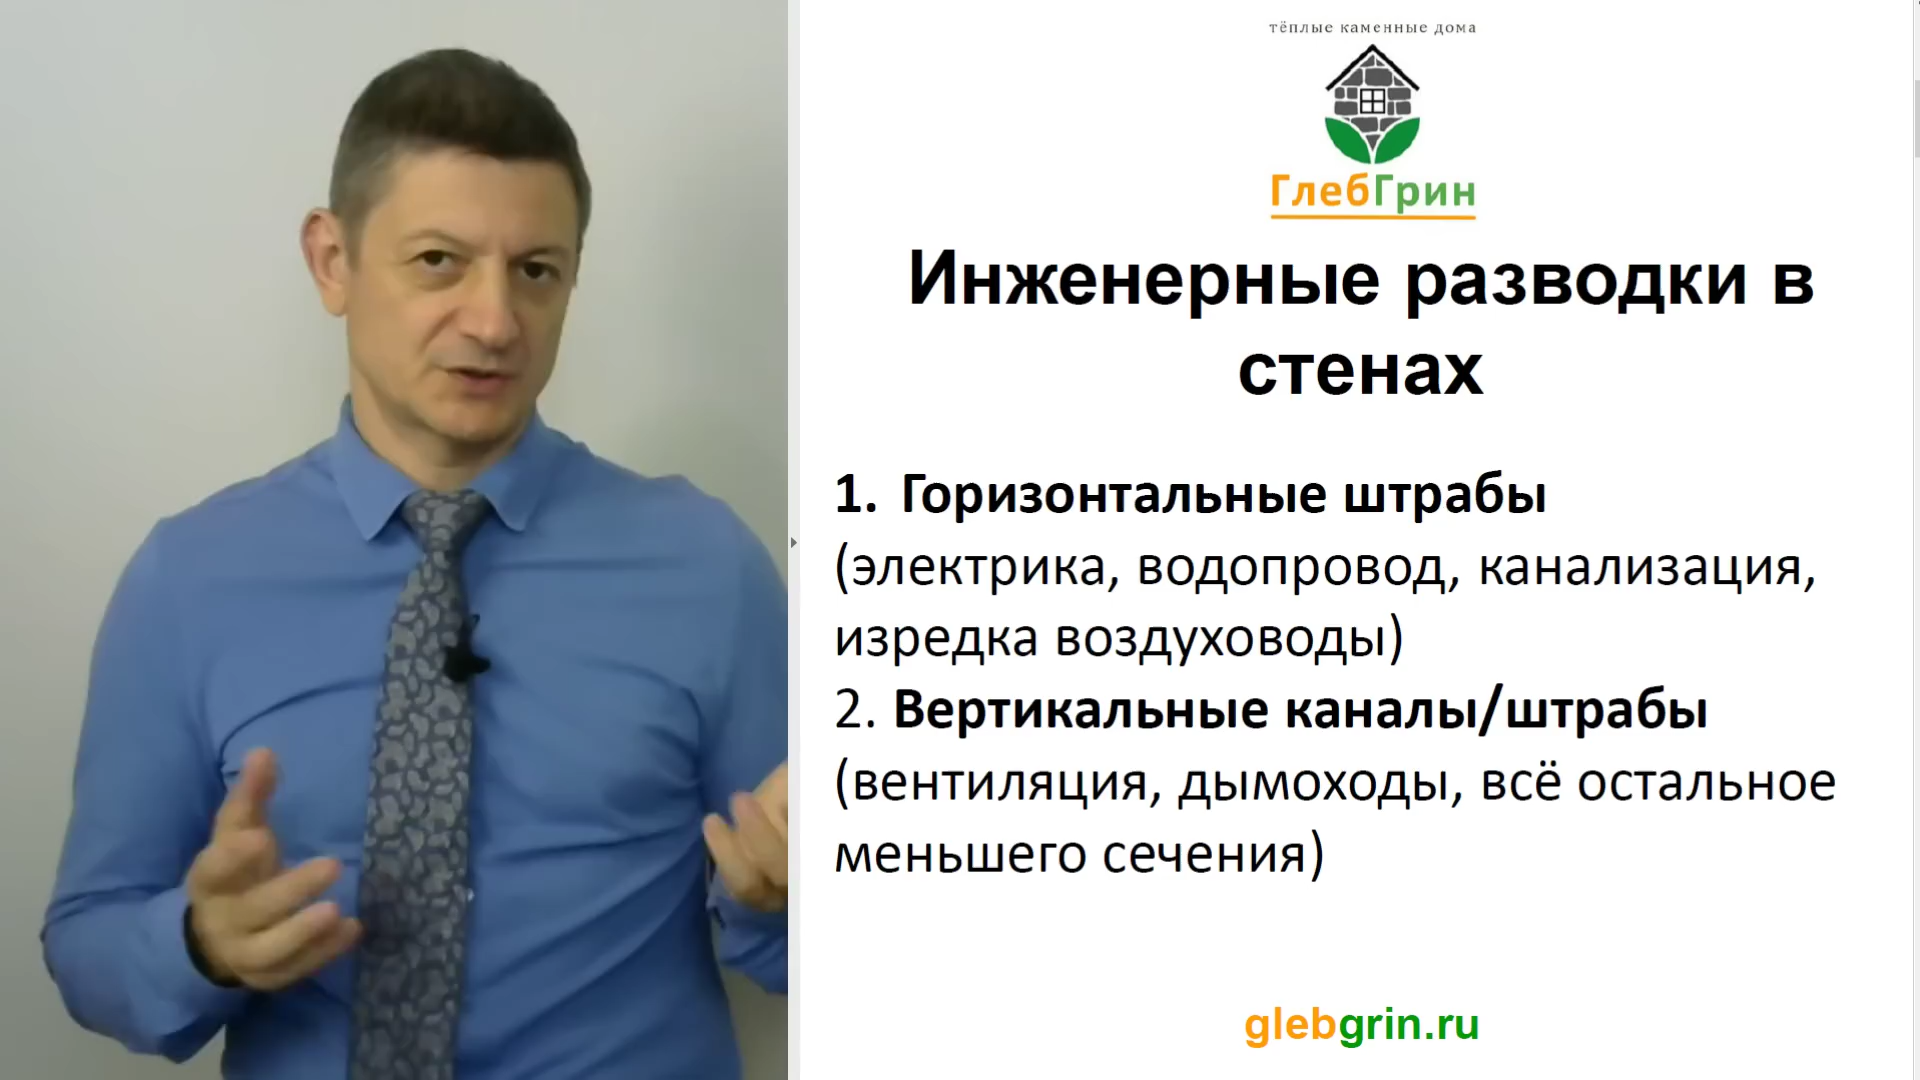 тёплые каменные дома
ГлебГрин
Инженерные разводки в
стенах
1. Горизонтальные штрабы
(электрика, водопровод, канализация,
изредка воздуховоды)
2. Вертикальные каналы/штрабы
(вентиляция, дымоходы, всё остальное
меньшего сечения)
glebgrin.ru